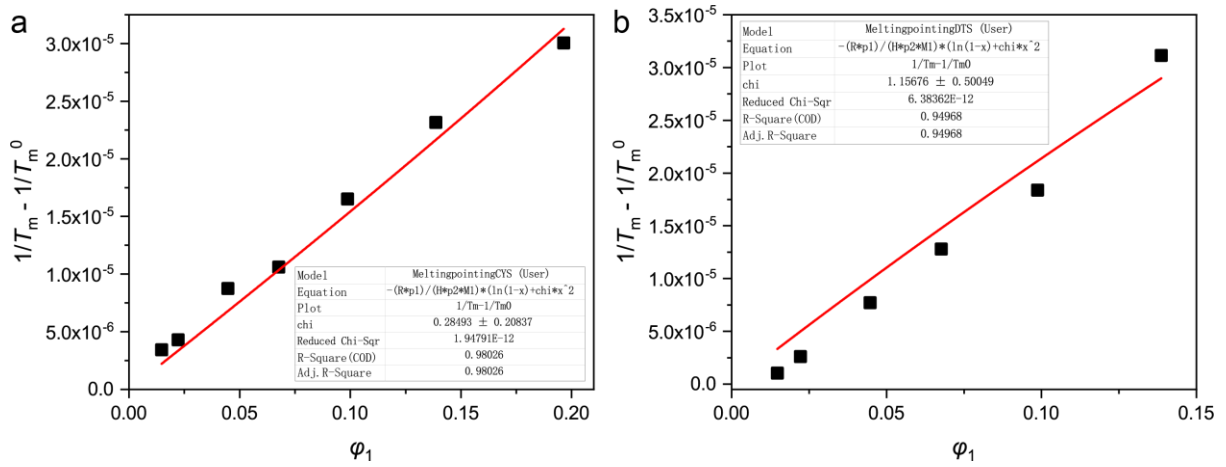 a
3.0x10⁻⁵
2.5x10⁻⁵
2.0x10⁻⁵
1.5x10⁻⁵
1.0x10⁻⁵
5.0x10⁻⁶
0.0
1/Tm - 1/Tm⁰
0.00 0.05 0.10 0.15 0.20
φ₁
Model MeltingpointingCYS (User)
Equation -(R*p1)/(H*p2*M1)*(ln(1-x)+chi*x^2
Plot 1/Tm-1/Tm0
chi 0.28493 ± 0.20837
Reduced Chi-Sqr 1.94791E-12
R-Square(COD) 0.98026
Adj.R-Square 0.98026
b
3.5x10⁻⁵
3.0x10⁻⁵
2.5x10⁻⁵
2.0x10⁻⁵
1.5x10⁻⁵
1.0x10⁻⁵
5.0x10⁻⁶
0.0
1/Tm - 1/Tm⁰
0.00 0.05 0.10 0.15
φ₁
Model MeltingpointingDTS (User)
Equation -(R*p1)/(H*p2*M1)*(ln(1-x)+chi*x^2
Plot 1/Tm-1/Tm0
chi 1.15676 ± 0.50049
Reduced Chi-Sqr 6.38362E-12
R-Square(COD) 0.94968
Adj.R-Square 0.94968